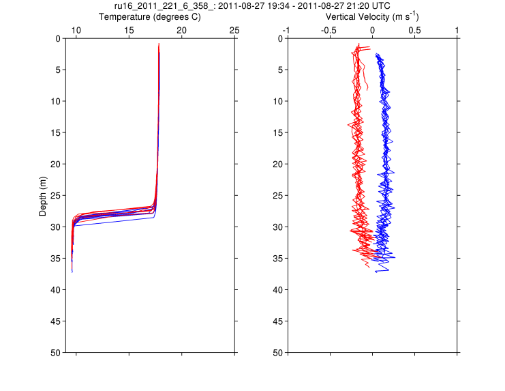 ru16_2011_221_6_358_: 2011-08-27 19:34 - 2011-08-27 21:20 UTC
Temperature (degrees C)
Vertical Velocity (m s⁻¹)
10 15 20 25
-1 -0.5 0 0.5 1
0 0
5 5
10 10
15 15
20 20
Depth (m)
25 25
30 30
35 35
40 40
45 45
50 50